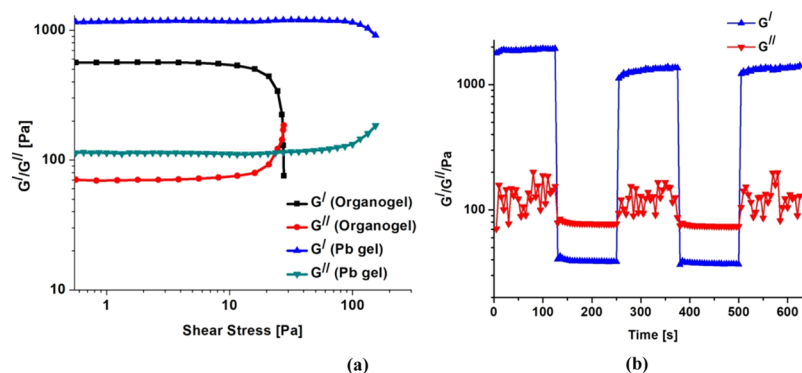 1000
100
10
G/ /G// [Pa]
G/ (Organogel)
G// (Organogel)
G/ (Pb gel)
G// (Pb gel)
1 10 100
Shear Stress [Pa]
(a)
G/
G//
1000
100
G/ /G// /Pa
0 100 200 300 400 500 600
Time [s]
(b)